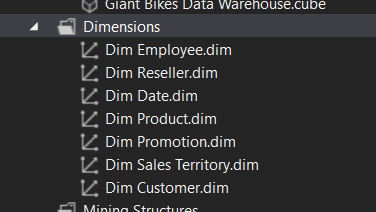 Giant Bikes Data Warehouse.cube
Dimensions
Dim Employee.dim
Dim Reseller.dim
Dim Date.dim
Dim Product.dim
Dim Promotion.dim
Dim Sales Territory.dim
Dim Customer.dim
Mining Structures